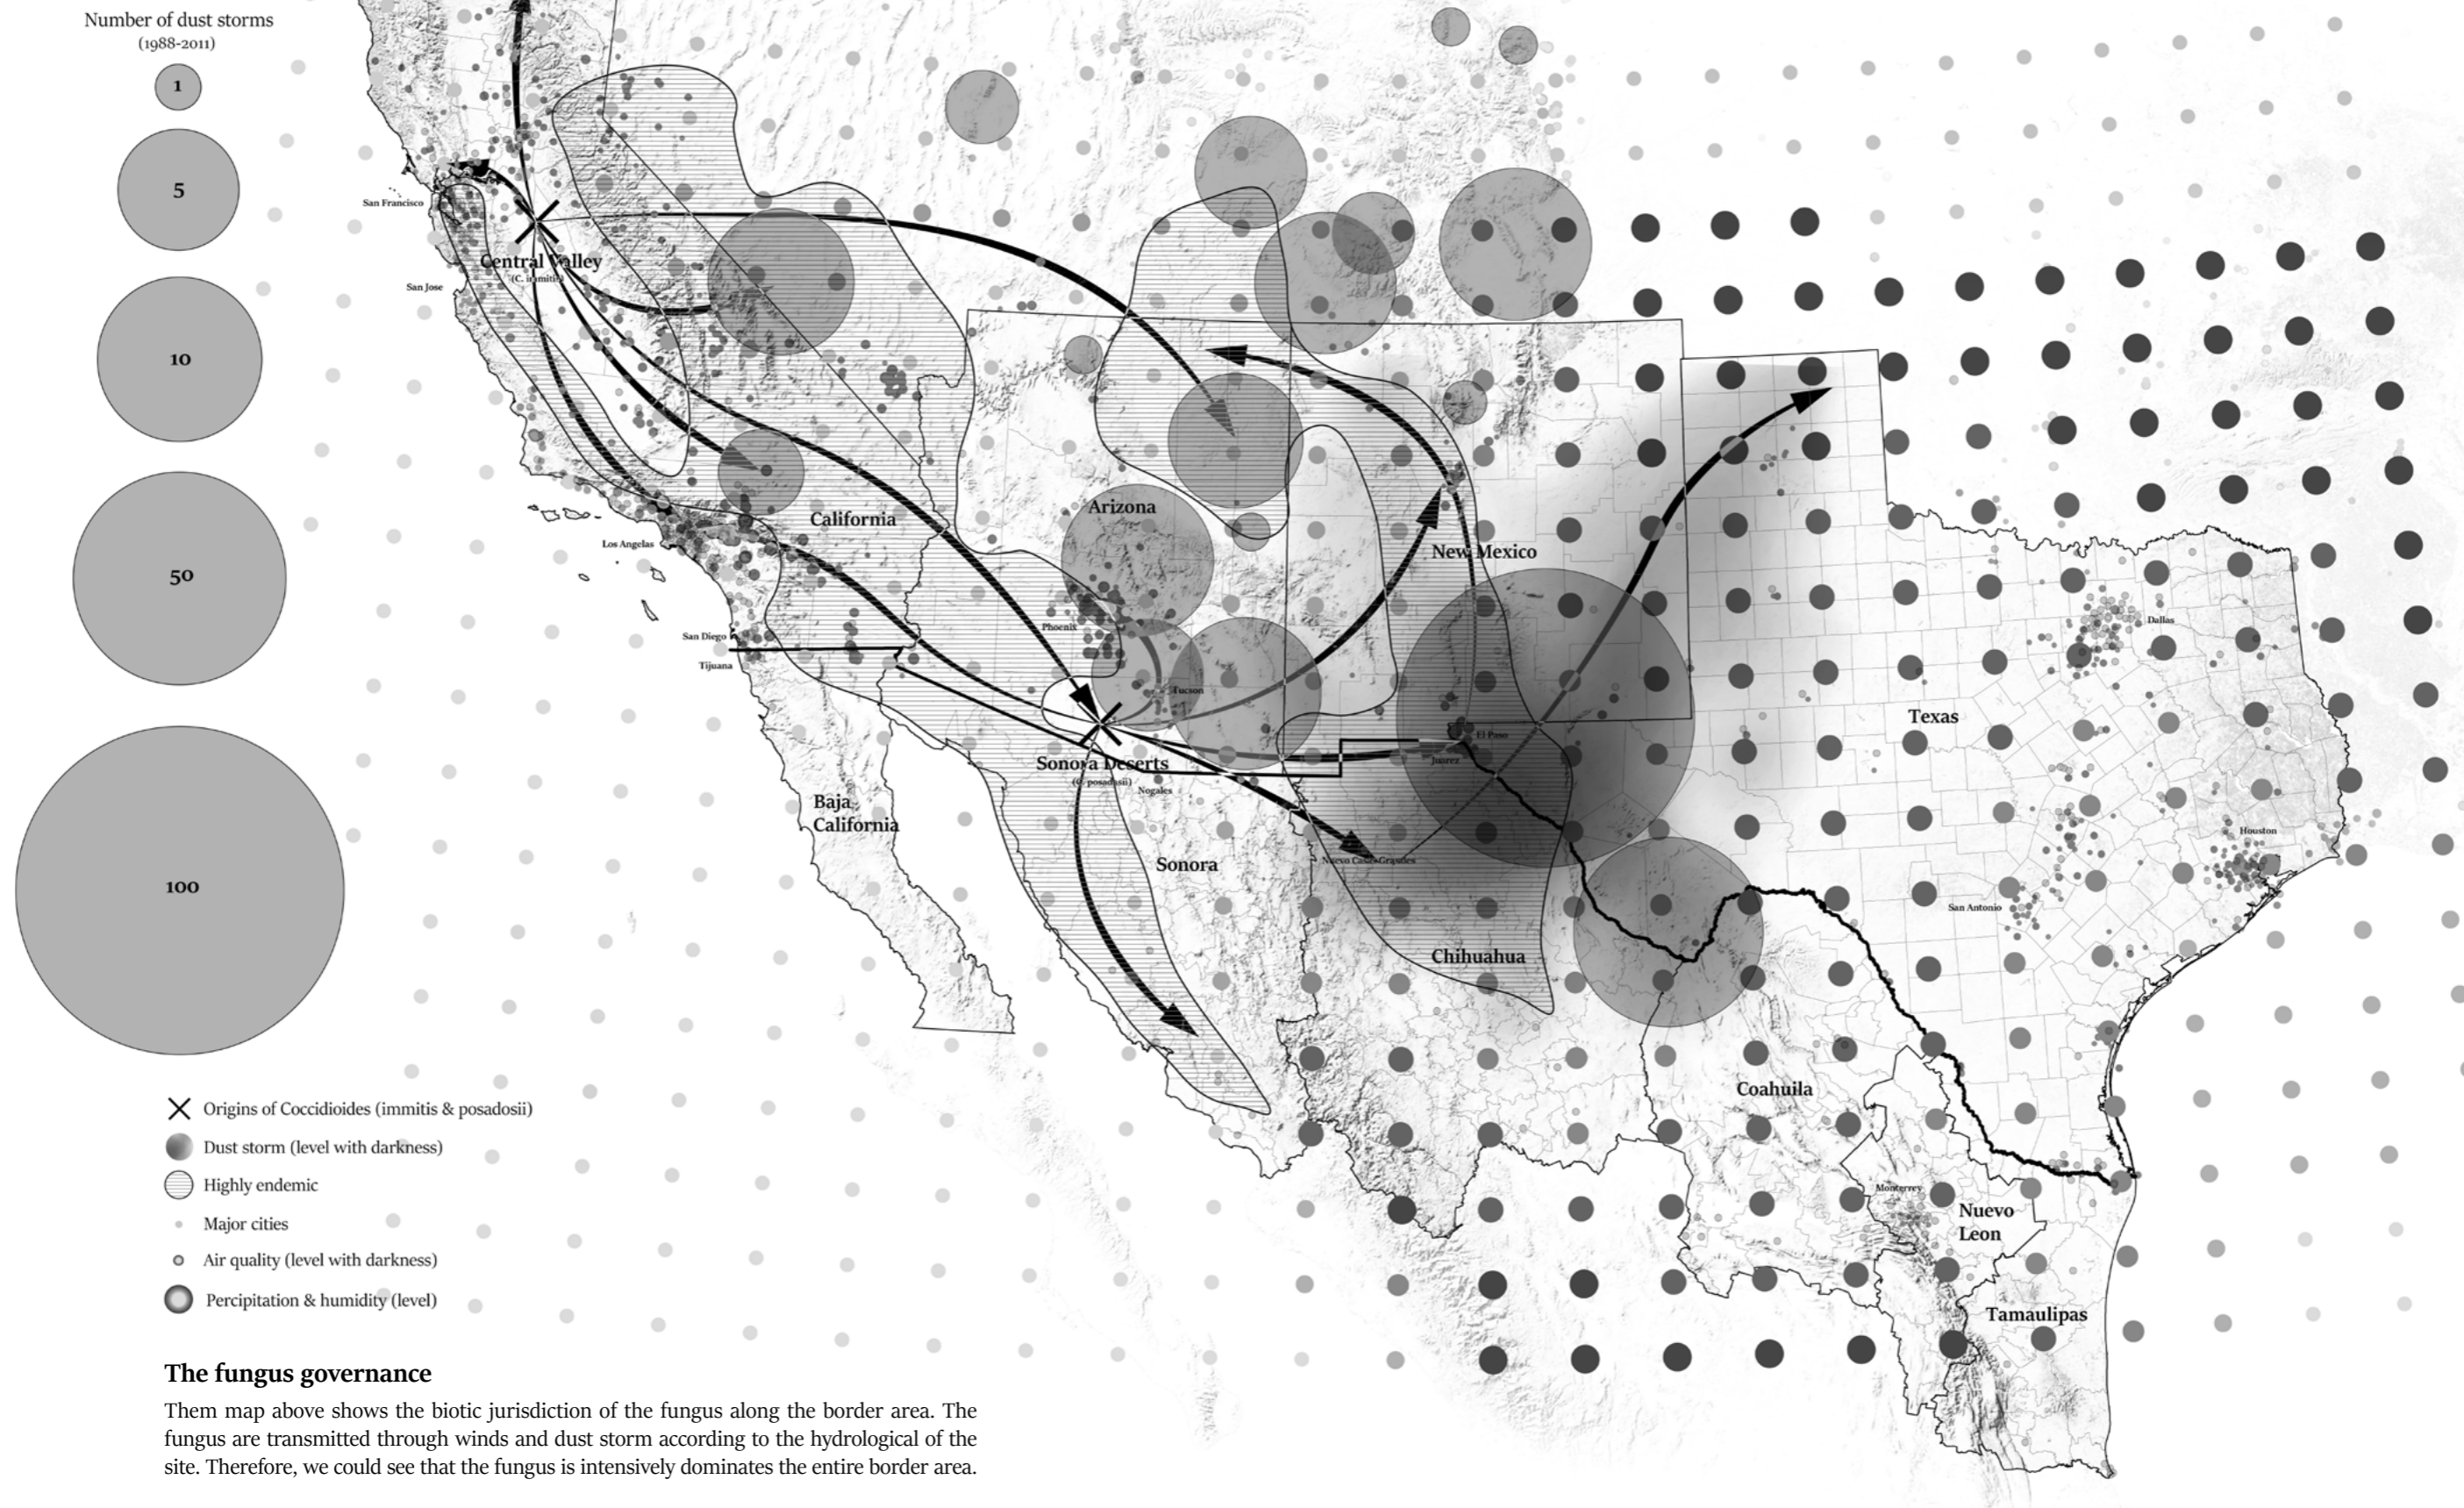 Number of dust storms
(1988-2011)
1
5
10
50
100
San Francisco
Central Valley
(C. immitis)
San Jose
Arizona
California
Los Angelas
New Mexico
Phoenix
San Diego
Tijuana
Tucson
Dallas
Texas
El Paso
Juarez
Sonora Deserts
(C. posadasii)
Nogales
Baja
California
Houston
Nuevo Casas Grandes
Sonora
San Antonio
Chihuahua
Coahuila
Monterrey
Nuevo
Leon
Tamaulipas
Origins of Coccidioides (immitis & posadosii)
Dust storm (level with darkness)
Highly endemic
Major cities
Air quality (level with darkness)
Percipitation & humidity (level)
The fungus governance
Them map above shows the biotic jurisdiction of the fungus along the border area. The
fungus are transmitted through winds and dust storm according to the hydrological of the
site. Therefore, we could see that the fungus is intensively dominates the entire border area.